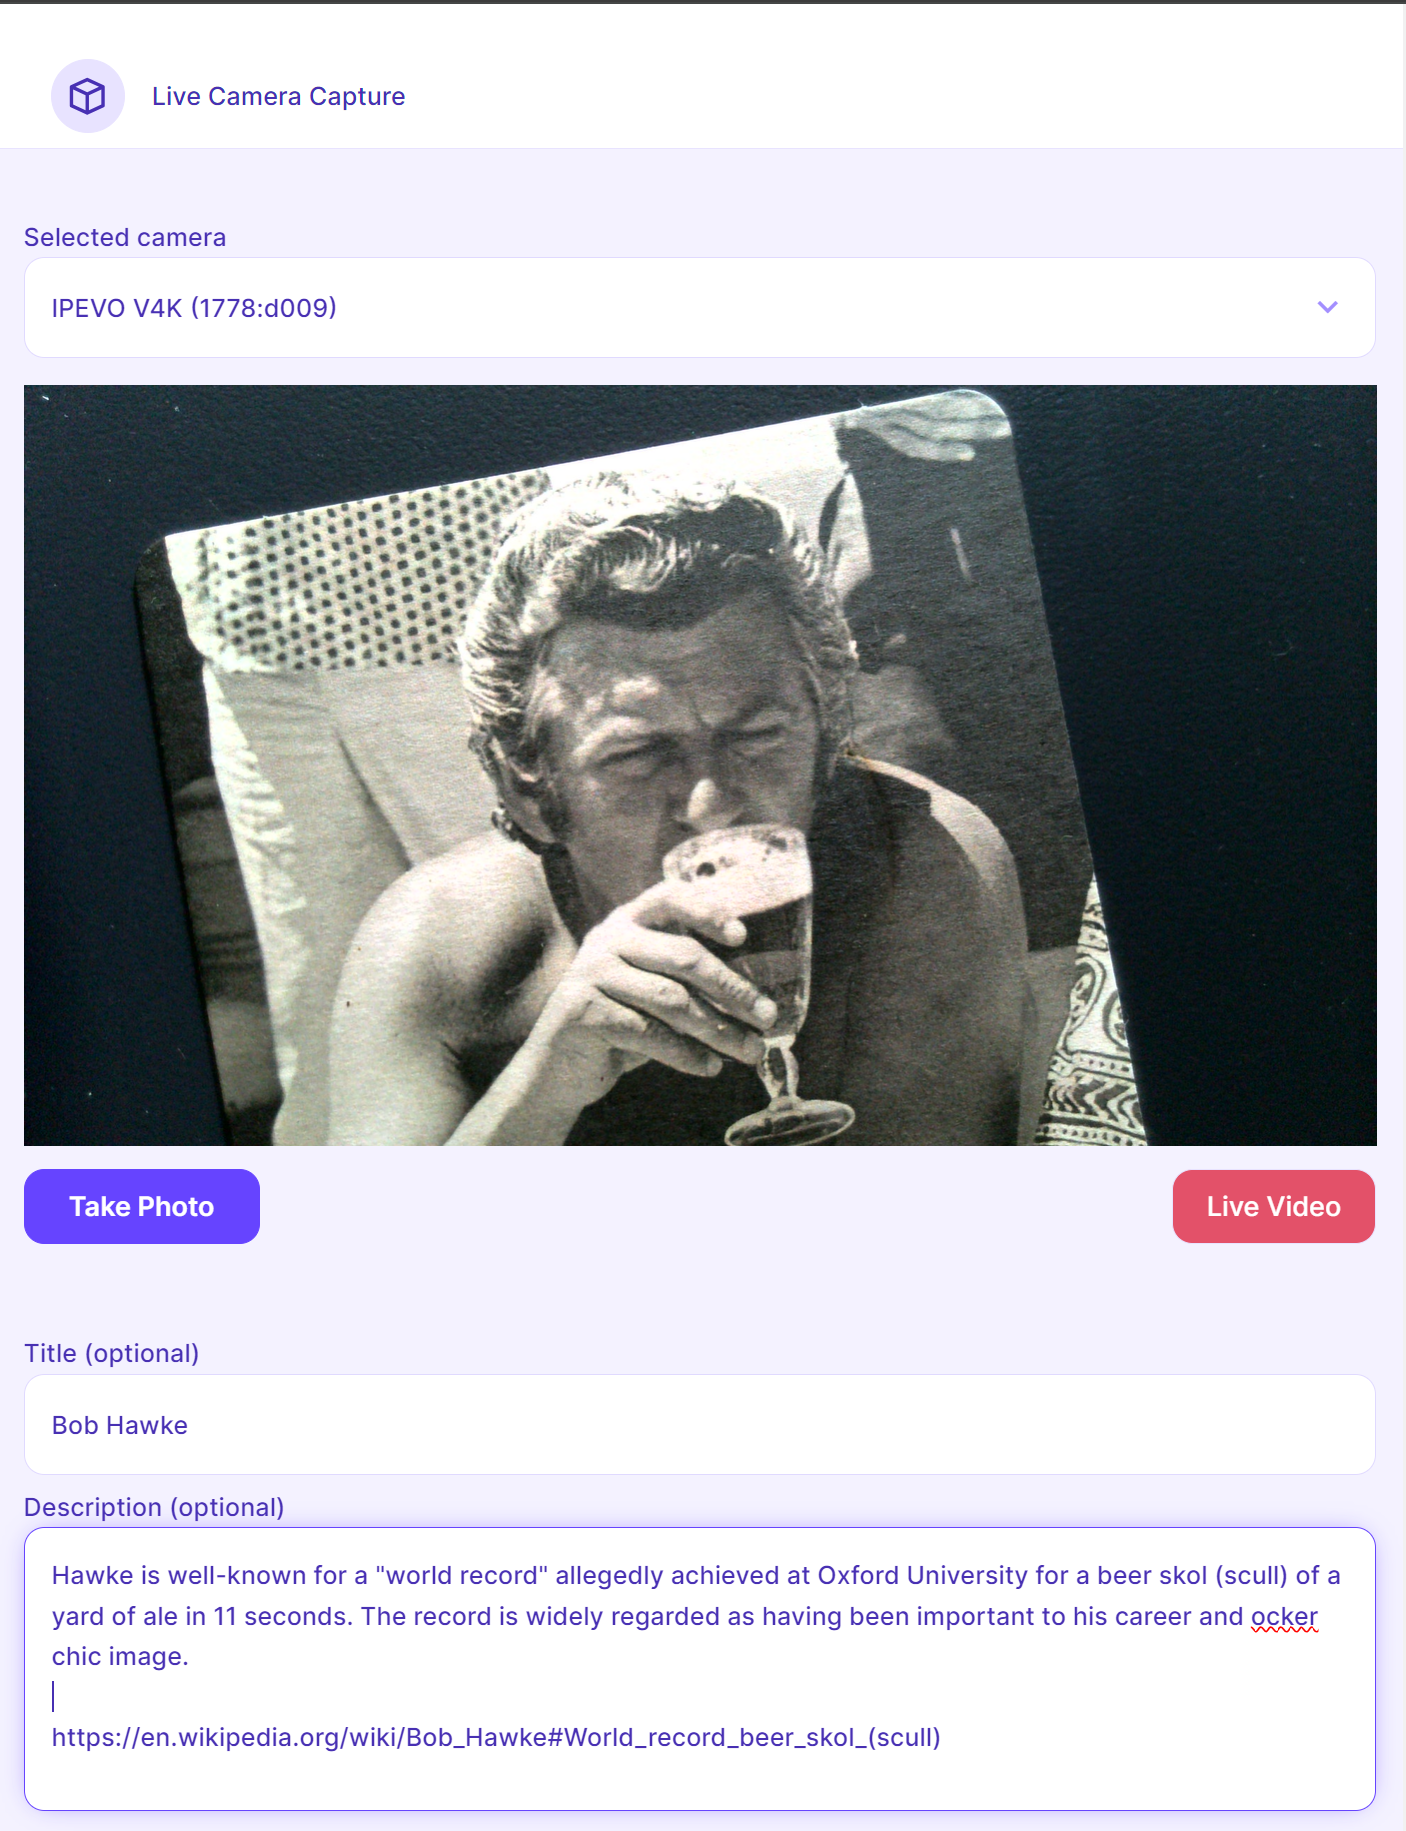 Live Camera Capture
Selected camera
IPEVO V4K (1778:d009)
Take Photo
Live Video
Title (optional)
Bob Hawke
Description (optional)
Hawke is well-known for a "world record" allegedly achieved at Oxford University for a beer skol (scull) of a
yard of ale in 11 seconds. The record is widely regarded as having been important to his career and ocker
chic image.
https://en.wikipedia.org/wiki/Bob_Hawke#World_record_beer_skol_(scull)